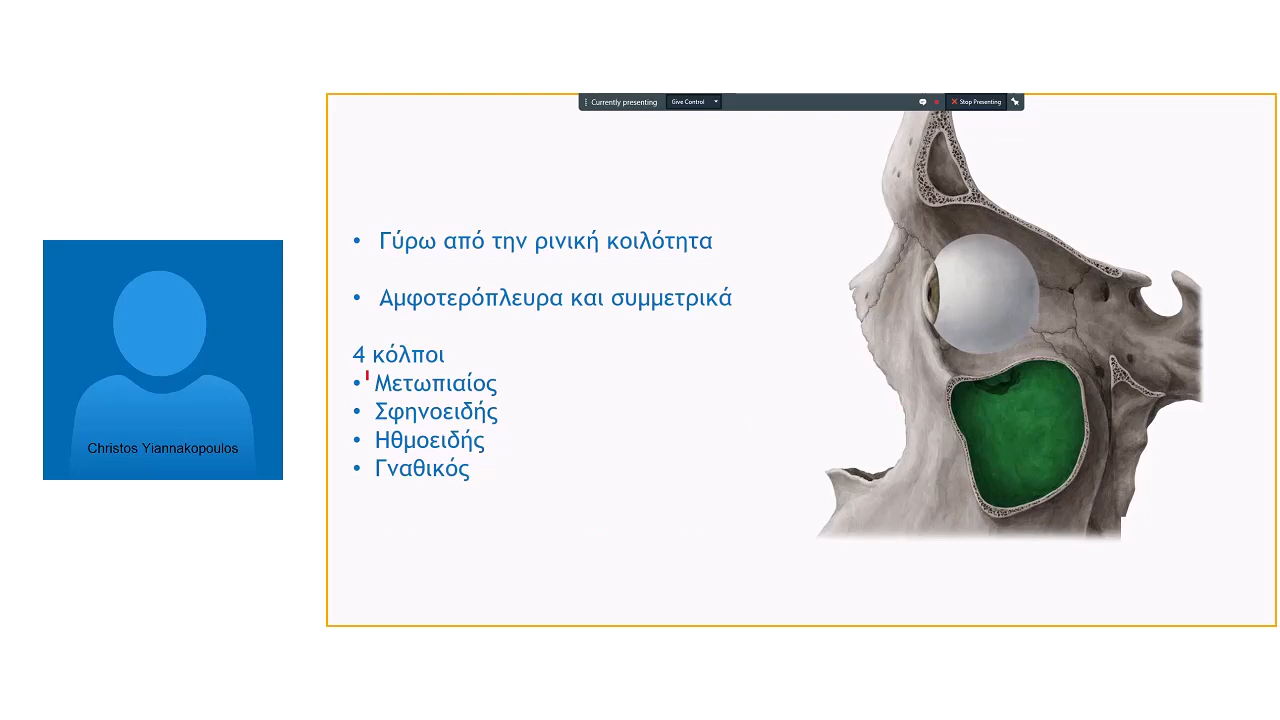 Currently presenting Give Control Stop Presenting
• Γύρω από την ρινική κοιλότητα
• Αμφοτερόπλευρα και συμμετρικά
4 κόλποι
• Μετωπιαίος
• Σφηνοειδής
• Ηθμοειδής
• Γναθικός
Christos Yiannakopoulos